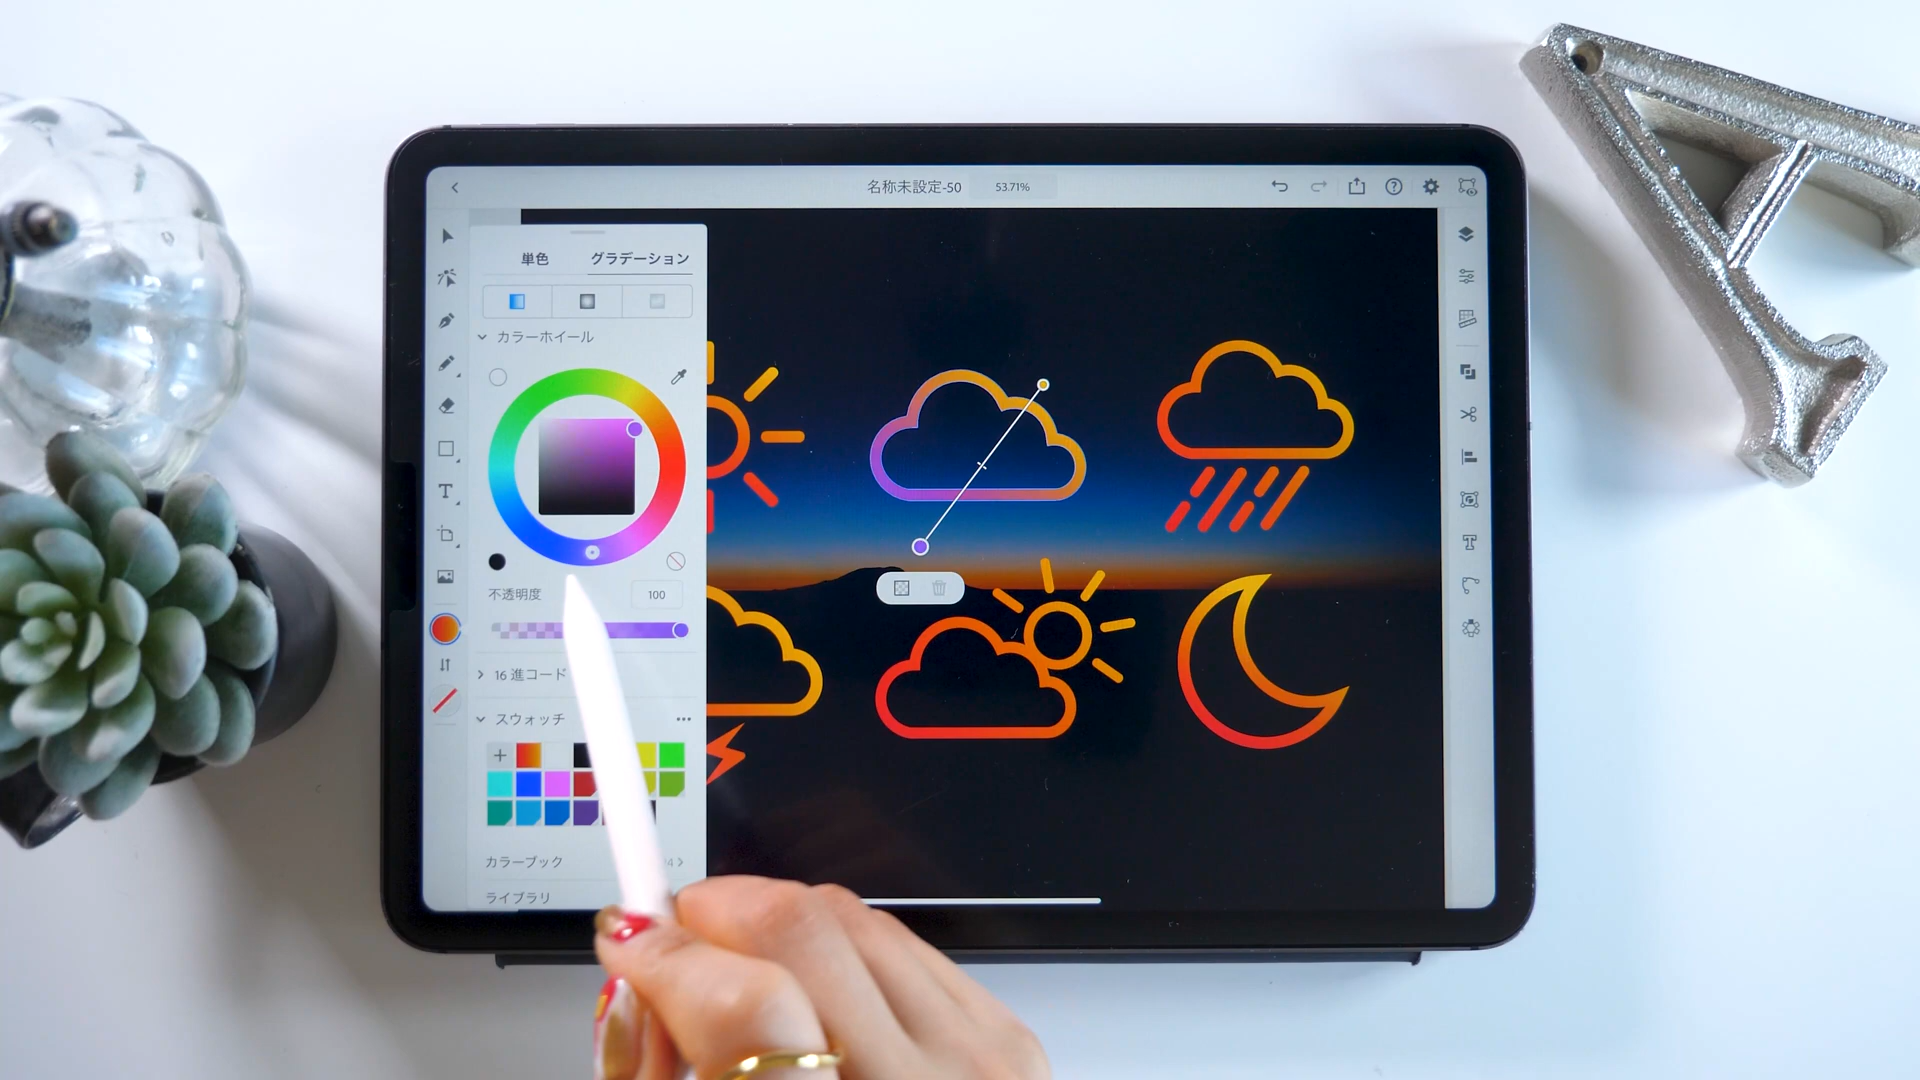 名称未設定-50 53.71%
単色 グラデーション
カラーホイール
不透明度 100
16 進コード
T
スウォッチ
カラーブック
ライブラリ
A